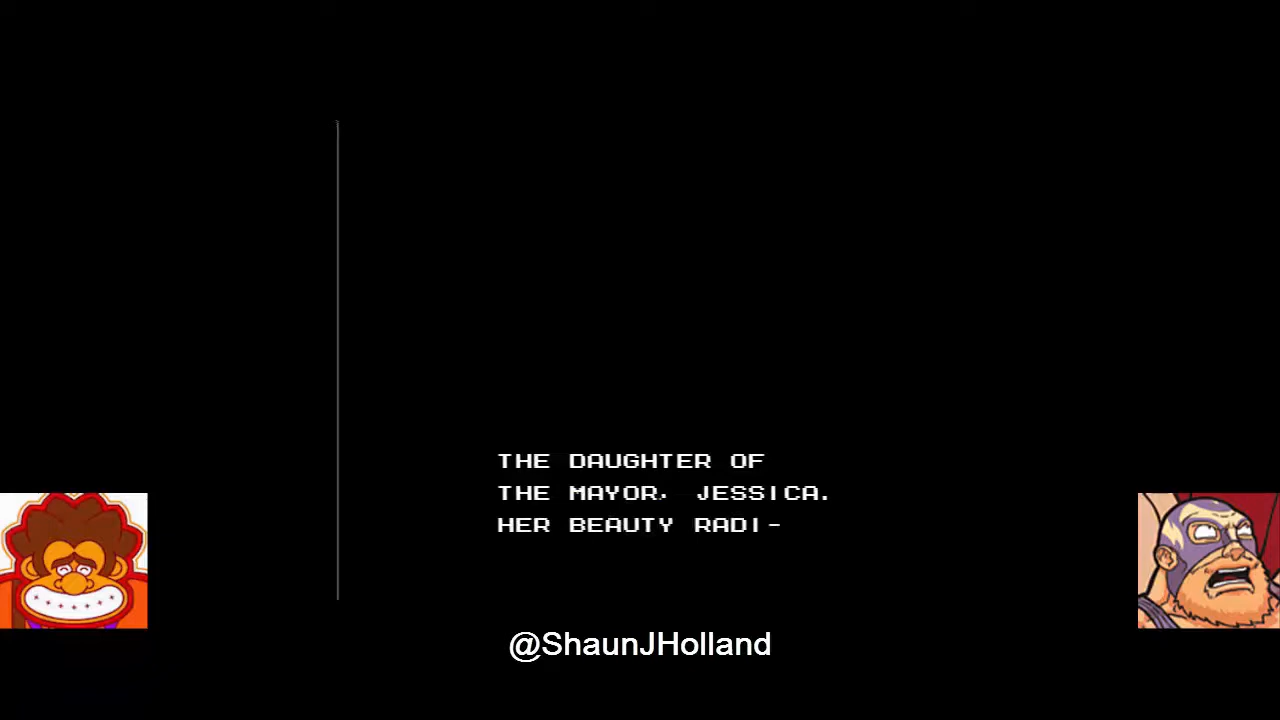 THE DAUGHTER OF
THE MAYOR, JESSICA.
HER BEAUTY RADI-
@ShaunJHolland